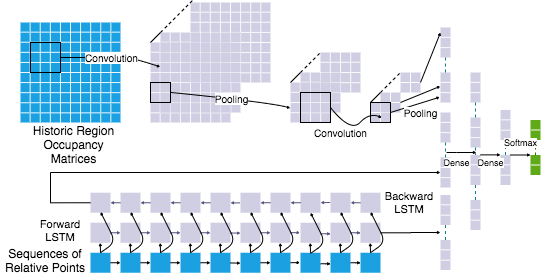 Convolution
Pooling
Convolution
Pooling
Historic Region
Occupancy
Matrices
Softmax
Dense
Dense
Backward
LSTM
Forward
LSTM
Sequences of
Relative Points